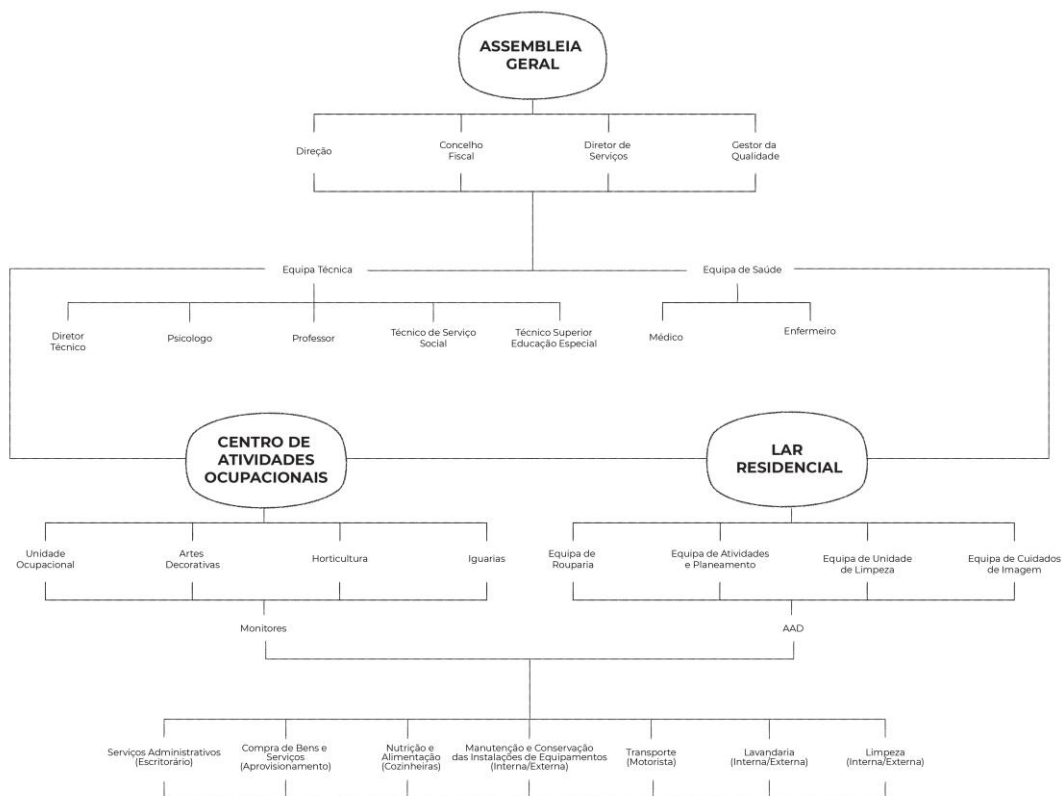 ASSEMBLEIA
GERAL
Direção
Concelho
Fiscal
Diretor de
Serviços
Gestor da
Qualidade
Equipa Técnica
Equipa de Saúde
Diretor
Técnico
Psicologo
Professor
Técnico de Serviço
Social
Técnico Superior
Educação Especial
Médico
Enfermeiro
CENTRO DE
ATIVIDADES
OCUPACIONAIS
LAR
RESIDENCIAL
Unidade
Ocupacional
Artes
Decorativas
Horticultura
Iguarias
Equipa de
Rouparia
Equipa de Atividades
e Planeamento
Equipa de Unidade
de Limpeza
Equipa de Cuidados
de Imagem
Monitores
AAD
Serviços Administrativos
(Escritorário)
Compra de Bens e
Serviços
(Aprovisionamento)
Nutrição e
Alimentação
(Cozinheiras)
Manutenção e Conservação
das Instalações de Equipamentos
(Interna/Externa)
Transporte
(Motorista)
Lavandaria
(Interna/Externa)
Limpeza
(Interna/Externa)